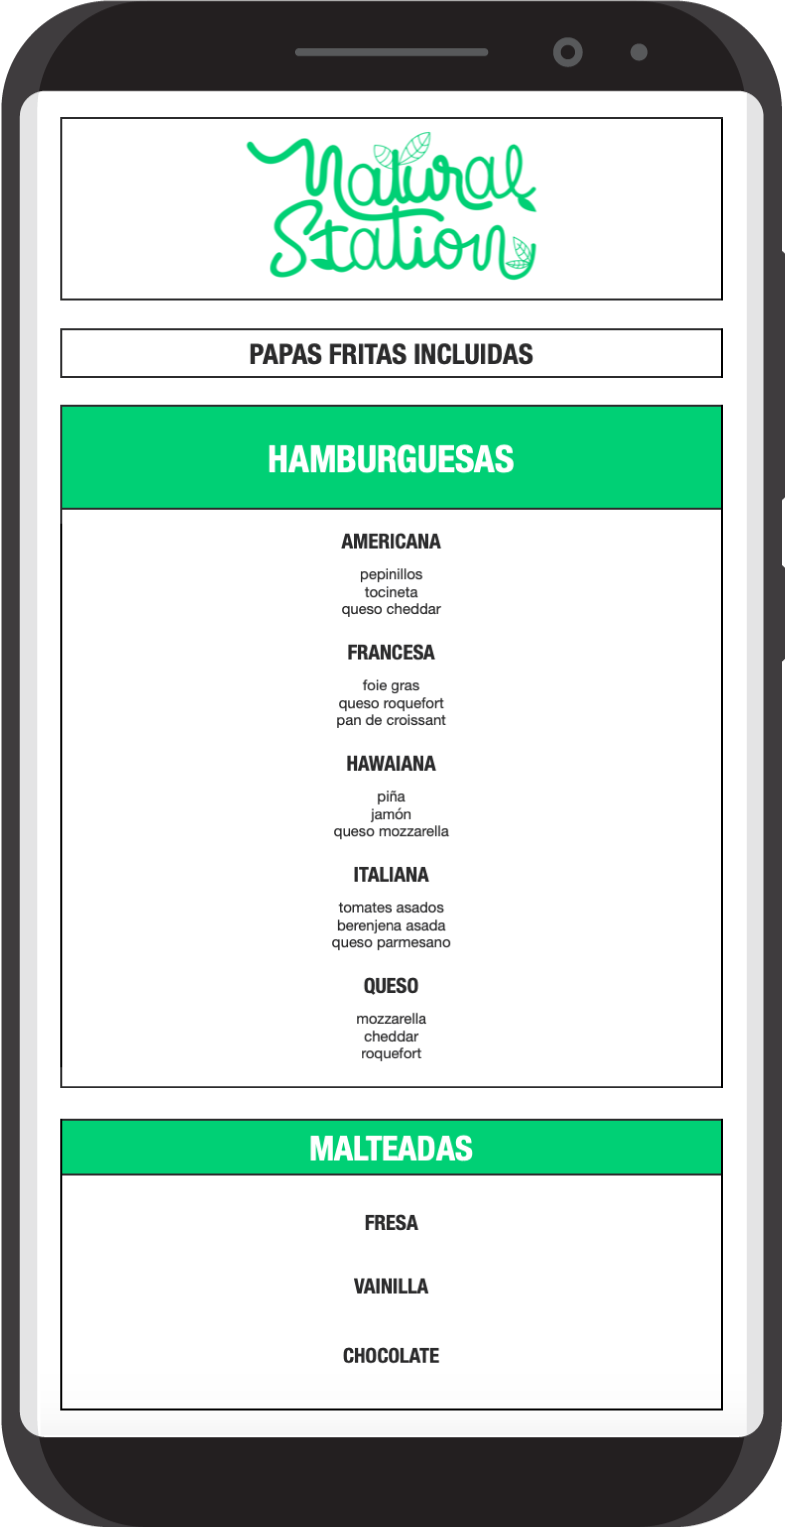 Natural
Station
PAPAS FRITAS INCLUIDAS
HAMBURGUESAS
AMERICANA
pepinillos
tocineta
queso cheddar
FRANCESA
foie gras
queso roquefort
pan de croissant
HAWAIANA
piña
jamón
queso mozzarella
ITALIANA
tomates asados
berenjena asada
queso parmesano
QUESO
mozzarella
cheddar
roquefort
MALTEADAS
FRESA
VAINILLA
CHOCOLATE